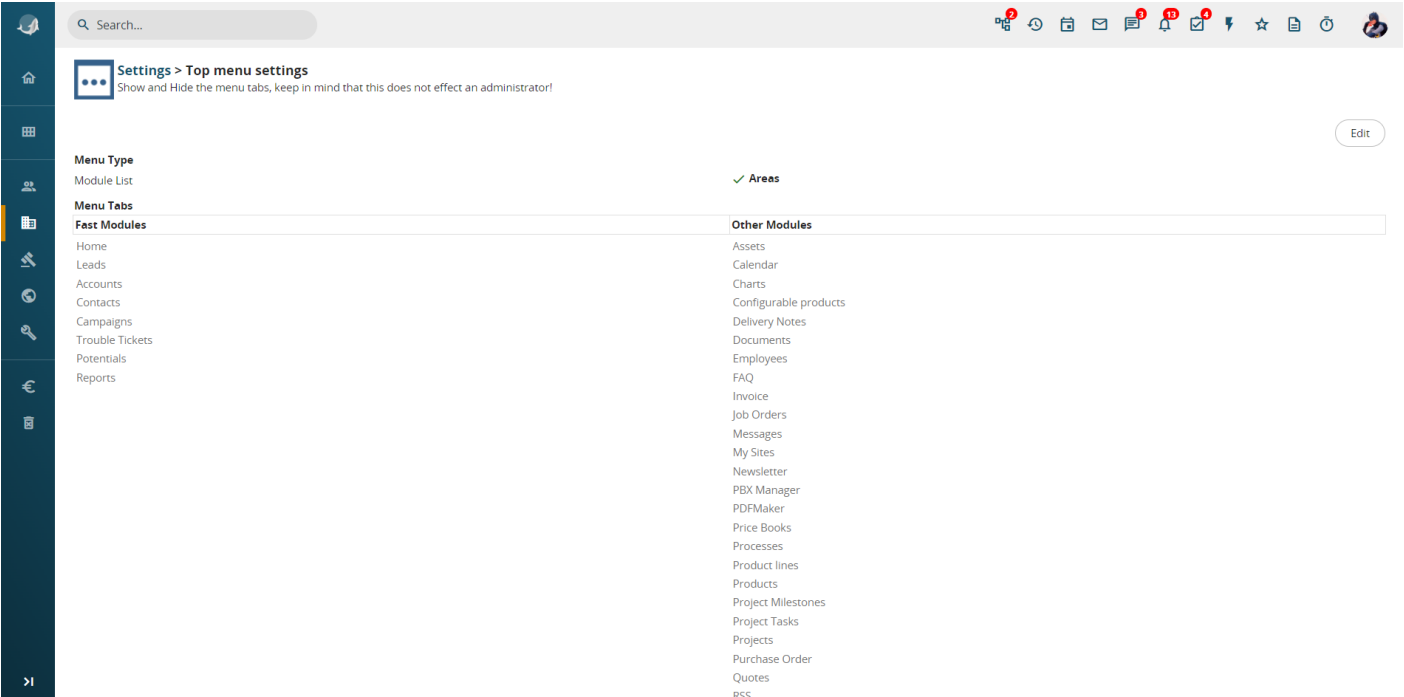 Search...
2
3
13
4
Settings > Top menu settings
Show and Hide the menu tabs, keep in mind that this does not effect an administrator!
Edit
Menu Type
Module List
Areas
Menu Tabs
Fast Modules
Other Modules
Home
Assets
Leads
Calendar
Accounts
Charts
Contacts
Configurable products
Campaigns
Delivery Notes
Trouble Tickets
Documents
Potentials
Employees
Reports
FAQ
Invoice
Job Orders
Messages
My Sites
Newsletter
PBX Manager
PDFMaker
Price Books
Processes
Product lines
Products
Project Milestones
Project Tasks
Projects
Purchase Order
Quotes
RSS